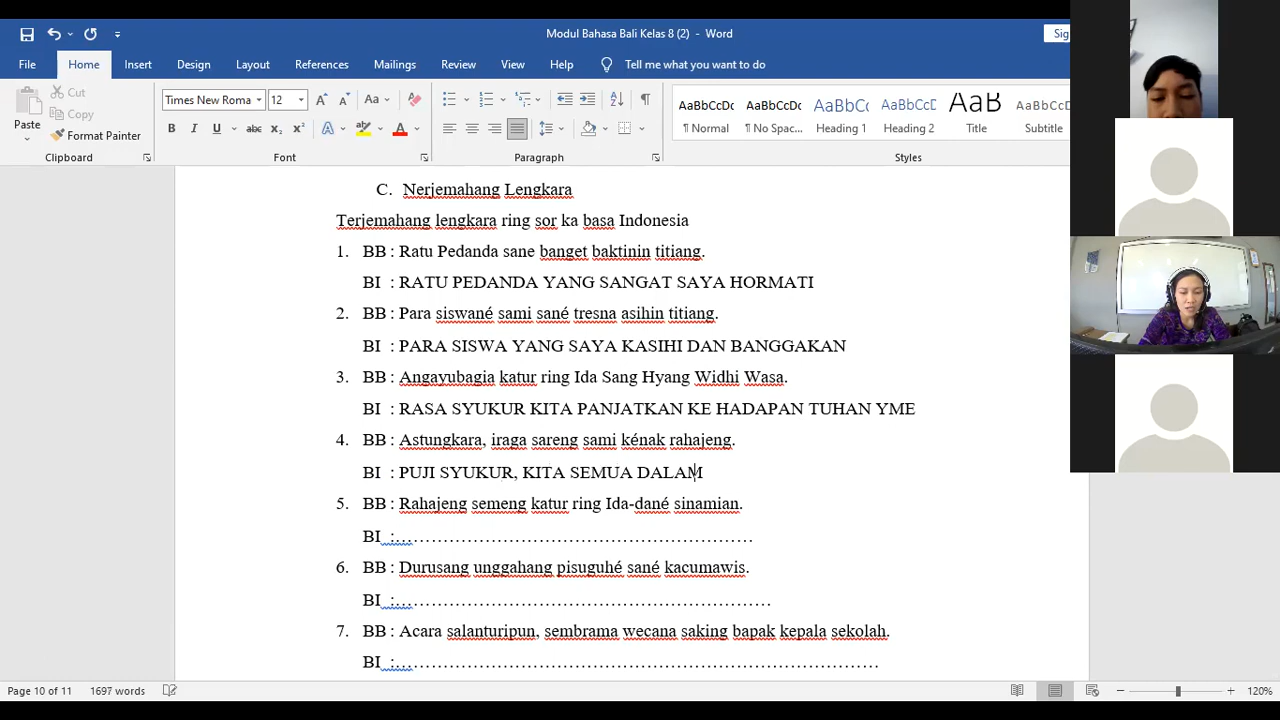 Modul Bahasa Bali Kelas 8 (2) - Word
Sig
File Home Insert Design Layout References Mailings Review View Help Tell me what you want to do
Paste
Cut
Copy
Format Painter
Clipboard
Times New Roma 12
Font
Paragraph
AaBbCcDc AaBbCcDc AaBbCc AaBbCcD AaB AaBbCcD
¶ Normal ¶ No Spac... Heading 1 Heading 2 Title Subtitle
Styles
C. Nerjemahang Lengkara
Terjemahang lengkara ring sor ka basa Indonesia
1. BB : Ratu Pedanda sane banget baktinin titiang.
BI : RATU PEDANDA YANG SANGAT SAYA HORMATI
2. BB : Para siswané sami sané tresna asihin titiang.
BI : PARA SISWA YANG SAYA KASIHI DAN BANGGAKAN
3. BB : Angayubagia katur ring Ida Sang Hyang Widhi Wasa.
BI : RASA SYUKUR KITA PANJATKAN KE HADAPAN TUHAN YME
4. BB : Astungkara, iraga sareng sami kénak rahajeng.
BI : PUJI SYUKUR, KITA SEMUA DALAM
5. BB : Rahajeng semeng katur ring Ida-dané sinamian.
BI :……………………………………………………
6. BB : Durusang unggahang pisuguhé sané kacumawis.
BI :………………………………………………………
7. BB : Acara salanturipun, sembrama wecana saking bapak kepala sekolah.
BI :………………………………………………………………………
Page 10 of 11 1697 words 120%